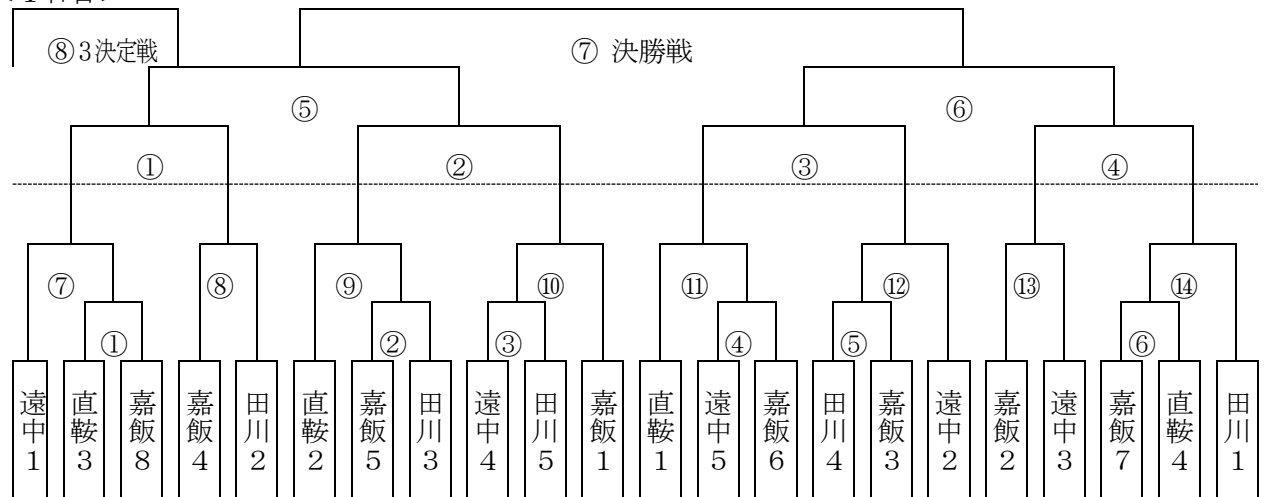 ⑧3決定戦
⑦ 決勝戦
⑤
⑥
①
②
③
④
⑦
⑧
⑨
⑩
⑪
⑫
⑬
⑭
①
②
③
④
⑤
⑥
遠中1
直鞍3
嘉飯8
嘉飯4
田川2
直鞍2
嘉飯5
田川3
遠中4
田川5
嘉飯1
直鞍1
遠中5
嘉飯6
田川4
嘉飯3
遠中2
嘉飯2
遠中3
嘉飯7
直鞍4
田川1